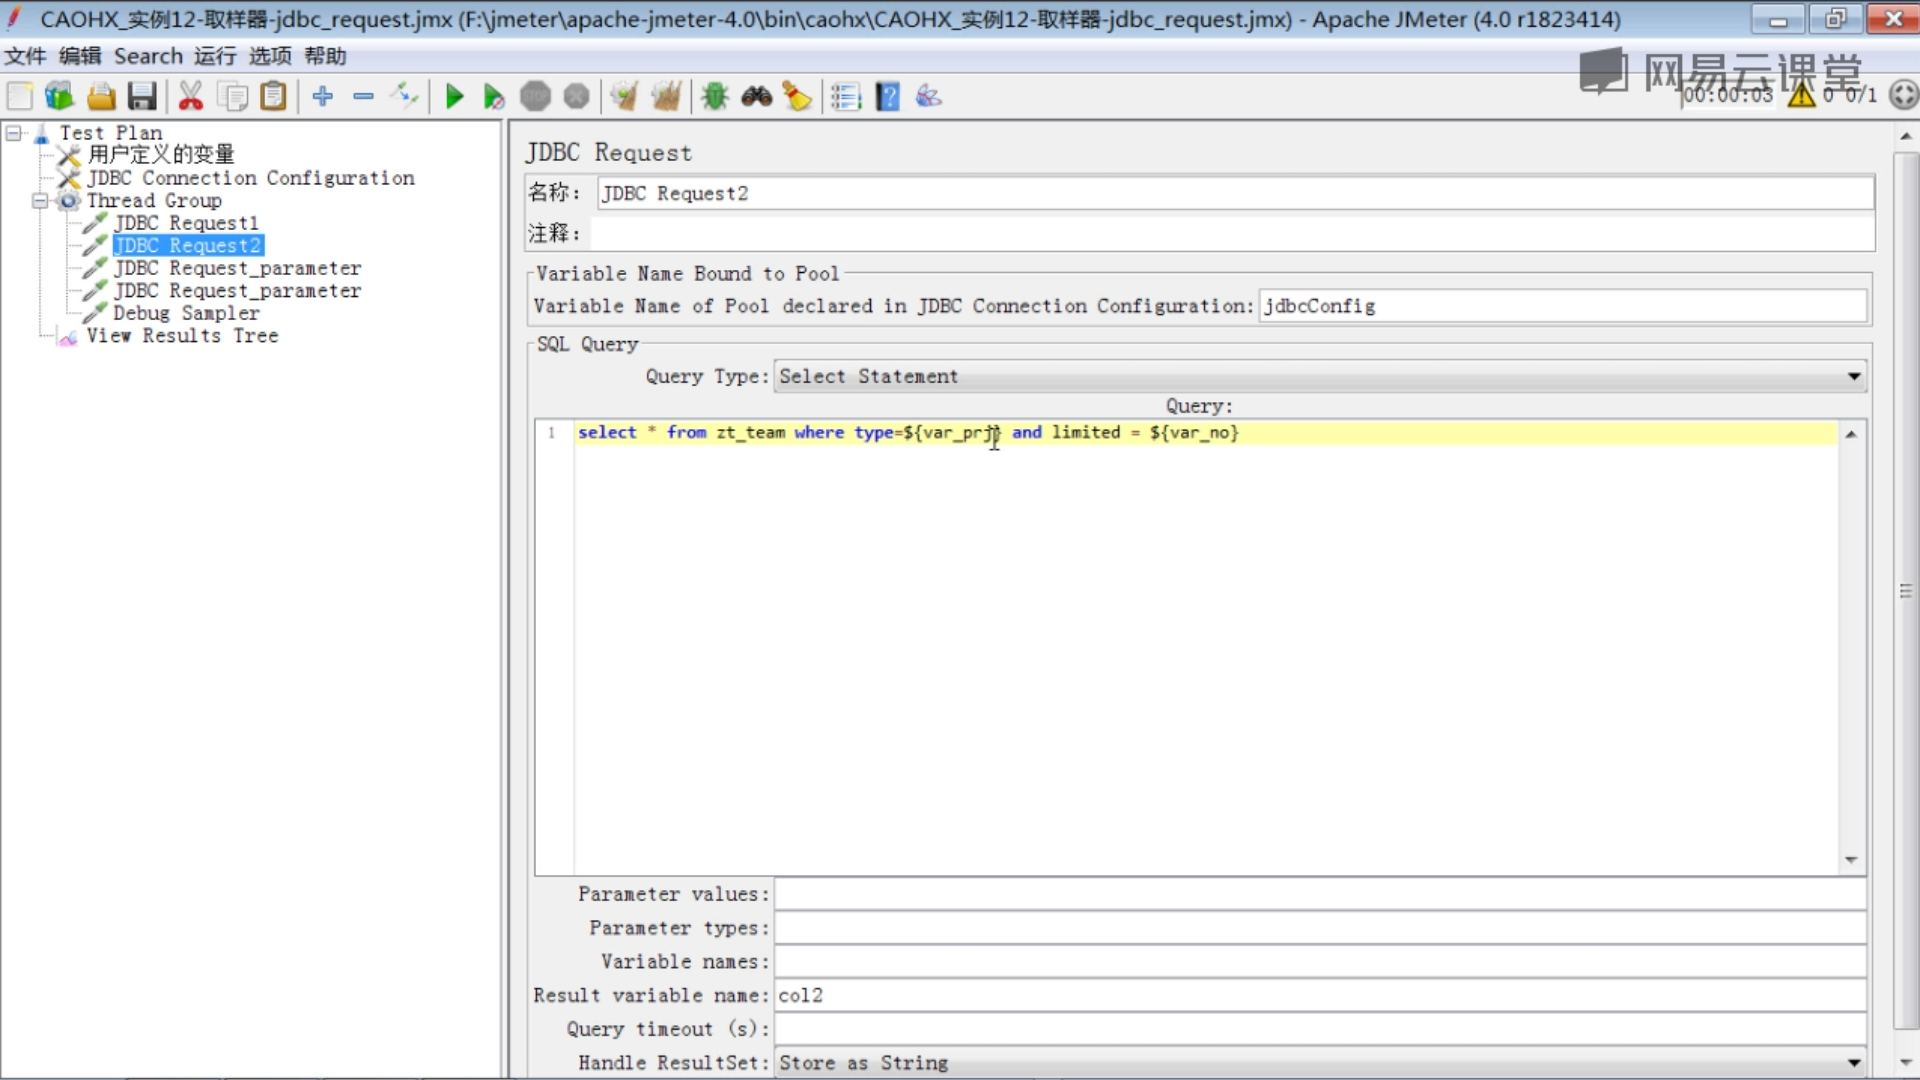 CAOHX_实例12-取样器-jdbc_request.jmx (F:\jmeter\apache-jmeter-4.0\bin\caohx\CAOHX_实例12-取样器-jdbc_request.jmx) - Apache JMeter (4.0 r1823414)
文件 编辑 Search 运行 选项 帮助
网易云课堂
00:00:03 0 0/1
Test Plan
用户定义的变量
JDBC Connection Configuration
Thread Group
JDBC Request1
JDBC Request2
JDBC Request_parameter
JDBC Request_parameter
Debug Sampler
View Results Tree
JDBC Request
名称: JDBC Request2
注释:
Variable Name Bound to Pool
Variable Name of Pool declared in JDBC Connection Configuration: jdbcConfig
SQL Query
Query Type: Select Statement
Query:
1 select * from zt_team where type=${var_prj} and limited = ${var_no}
Parameter values:
Parameter types:
Variable names:
Result variable name: col2
Query timeout (s):
Handle ResultSet: Store as String